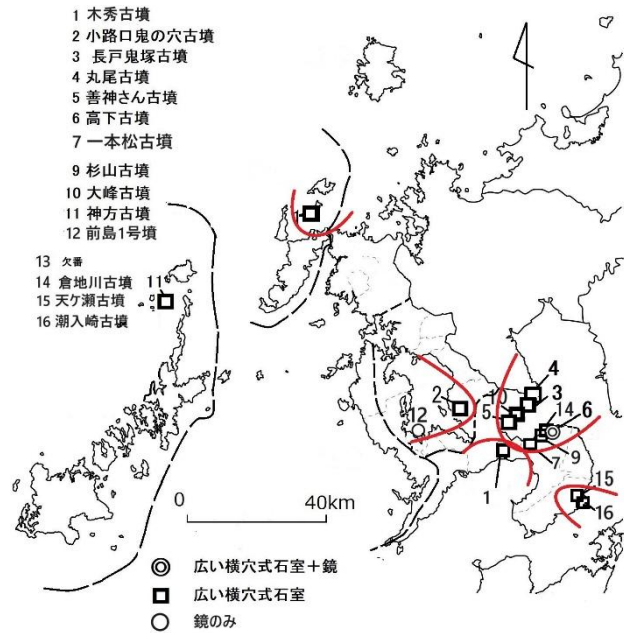 1 木秀古墳
2 小路口鬼の穴古墳
3 長戸鬼塚古墳
4 丸尾古墳
5 善神さん古墳
6 高下古墳
7 一本松古墳
9 杉山古墳
10 大峰古墳
11 神方古墳
12 前島1号墳
13 欠番
14 倉地川古墳
15 天ケ瀬古墳
16 潮入崎古墳
1
11
4
10
3
2
5
14
6
12
7
9
1
15
16
0 40km
広い横穴式石室+鏡
広い横穴式石室
鏡のみ